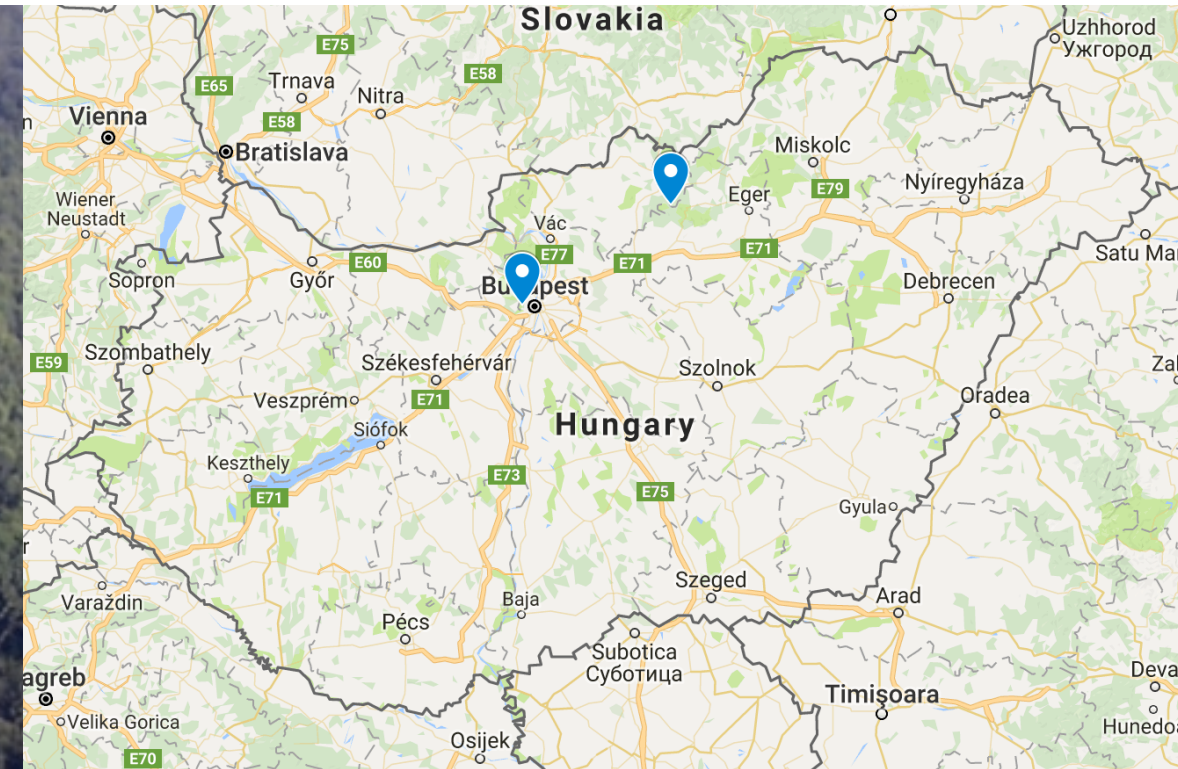 Slovakia
Uzhhorod
Ужгород
E75
E58
E65
Trnava
Nitra
Vienna
E58
Bratislava
n
Miskolc
E79
Nyíregyháza
Eger
Wiener
Neustadt
Vác
E77
E71
E71
Satu Mar
E60
Sopron
Győr
Budapest
Debrecen
E59
Szombathely
Székesfehérvár
Szolnok
Zal
E71
Veszprém
Oradea
Siófok
Hungary
Keszthely
E71
E73
E75
Gyula
r
Szeged
Varaždin
Baja
Arad
Pécs
Subotica
Суботица
Deva
agreb
Timișoara
Velika Gorica
Hunedoa
Osijek
E70